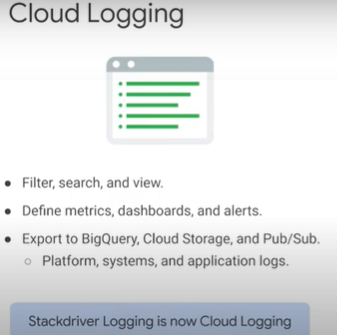 Cloud Logging
• Filter, search, and view.
• Define metrics, dashboards, and alerts.
• Export to BigQuery, Cloud Storage, and Pub/Sub.
○ Platform, systems, and application logs.
Stackdriver Logging is now Cloud Logging